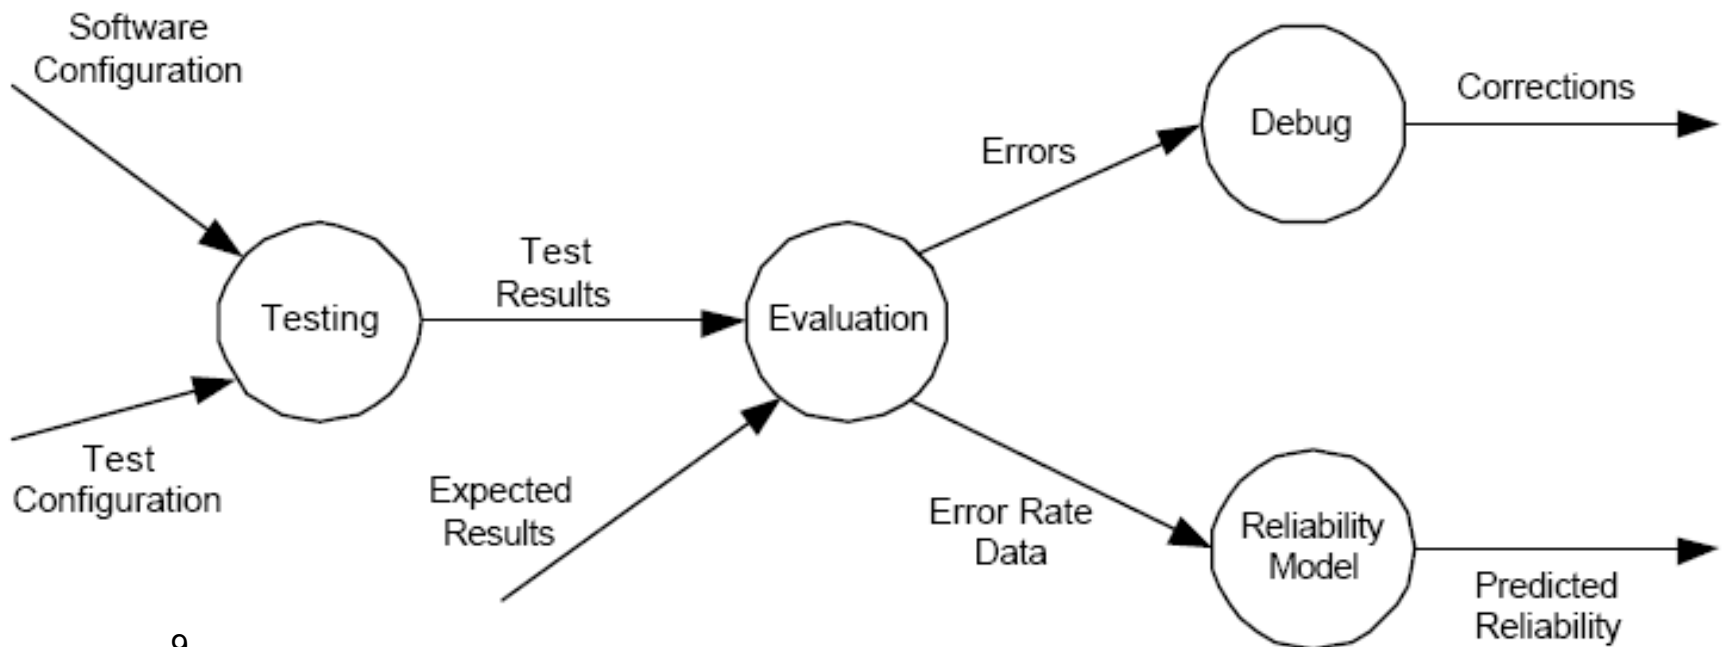 Software
Configuration
Test
Configuration
Testing
Test
Results
Expected
Results
Evaluation
Errors
Error Rate
Data
Debug
Corrections
Reliability
Model
Predicted
Reliability
9